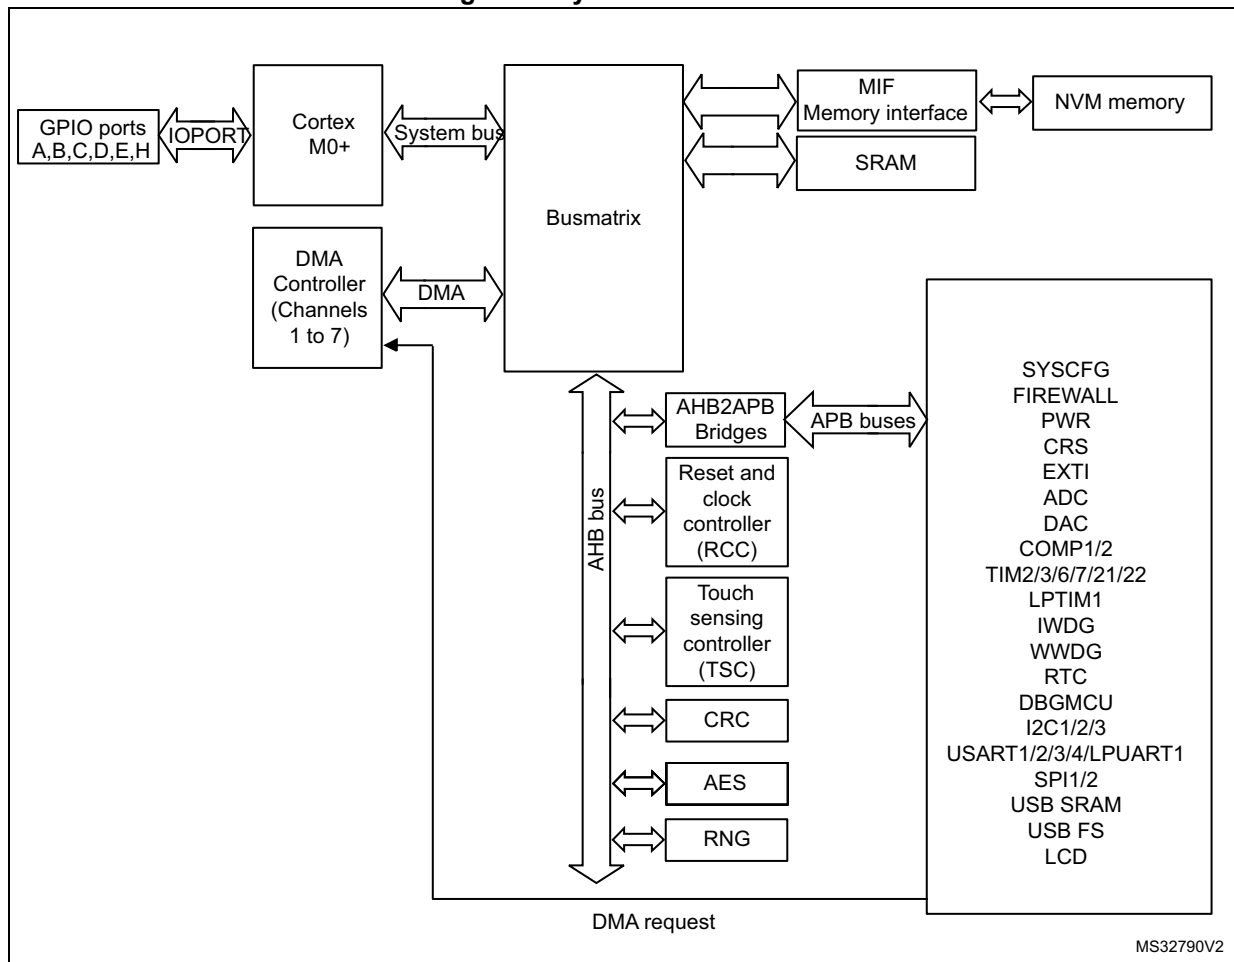 GPIO ports
A,B,C,D,E,H
IOPORT
Cortex
M0+
System bus
Busmatrix
MIF
Memory interface
NVM memory
SRAM
DMA
Controller
(Channels
1 to 7)
DMA
AHB bus
AHB2APB
Bridges
APB buses
Reset and
clock
controller
(RCC)
Touch
sensing
controller
(TSC)
CRC
AES
RNG
SYSCFG
FIREWALL
PWR
CRS
EXTI
ADC
DAC
COMP1/2
TIM2/3/6/7/21/22
LPTIM1
IWDG
WWDG
RTC
DBGMCU
I2C1/2/3
USART1/2/3/4/LPUART1
SPI1/2
USB SRAM
USB FS
LCD
DMA request
MS32790V2